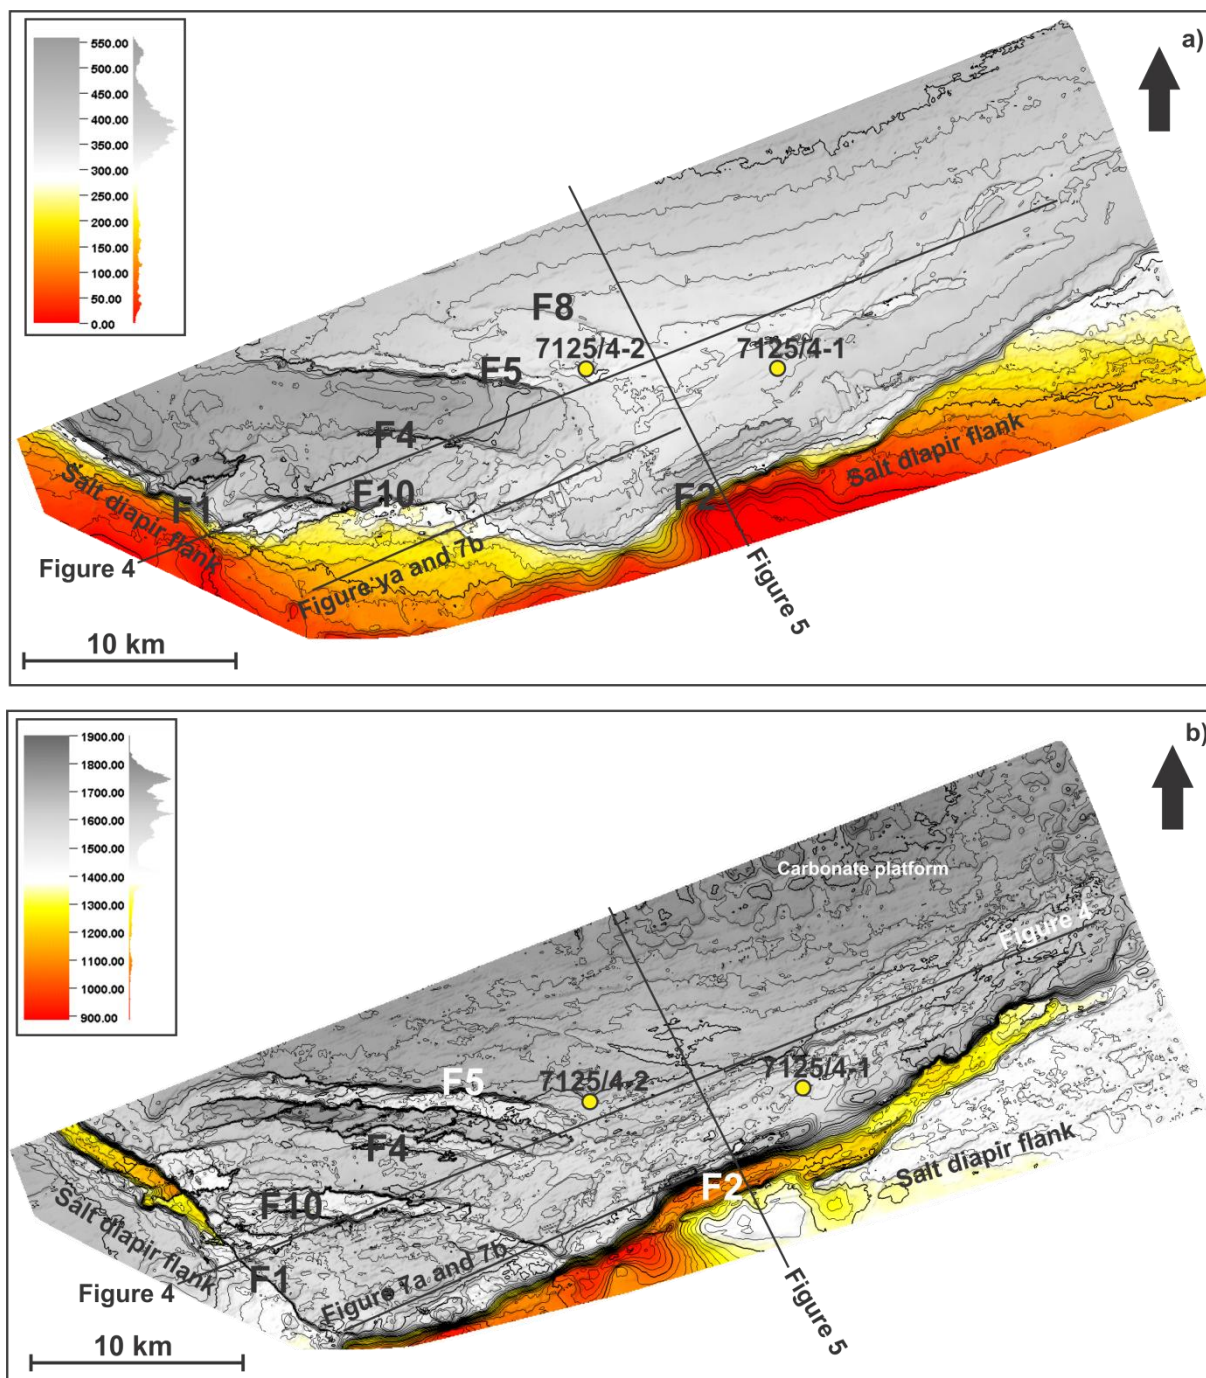 a)
550.00
500.00
450.00
400.00
350.00
300.00
250.00
200.00
150.00
100.00
50.00
0.00
F8
7125/4-2
7125/4-1
F5
F4
Salt diapir flank
Salt diapir flank
F1
F10
F2
Figure 4
Figure ya and 7b
Figure 5
10 km
b)
1900.00
1800.00
1700.00
1600.00
1500.00
1400.00
1300.00
1200.00
1100.00
1000.00
900.00
Carbonate platform
Figure 4
F5
7125/4-2
7125/4-1
F4
Salt diapir flank
F2
F10
Salt diapir flank
F1
Figure 4
Figure 7a and 7b
Figure 5
10 km